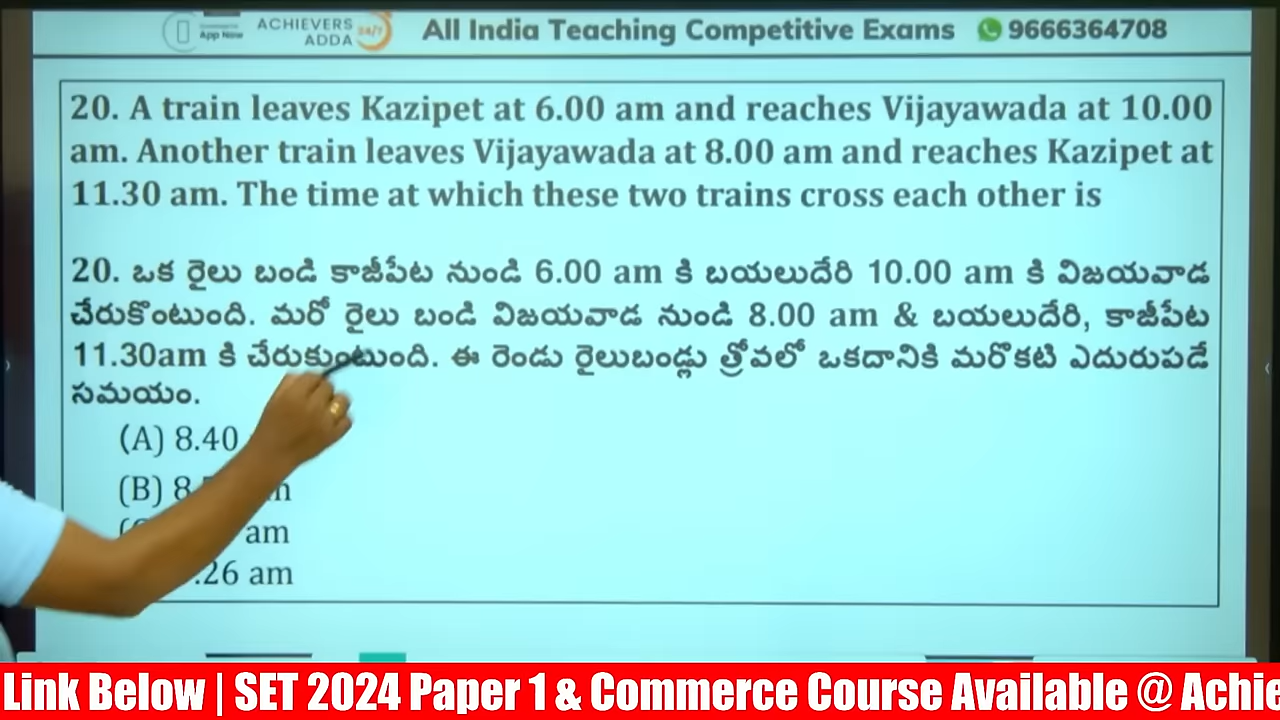 App Now
ACHIEVERS
ADDA
24/7
All India Teaching Competitive Exams 9666364708
20. A train leaves Kazipet at 6.00 am and reaches Vijayawada at 10.00
am. Another train leaves Vijayawada at 8.00 am and reaches Kazipet at
11.30 am. The time at which these two trains cross each other is
20. ఒక రైలు బండి కాజీపేట నుండి 6.00 am కి బయలుదేరి 10.00 am కి విజయవాడ
చేరుకొంటుంది. మరో రైలు బండి విజయవాడ నుండి 8.00 am & బయలుదేరి, కాజీపేట
11.30am కి చేరుకుంటుంది. ఈ రెండు రైలుబండ్లు త్రోవలో ఒకదానికి మరొకటి ఎదురుపడే
సమయం.
(A) 8.40
(B) 8
am
.26 am
Link Below | SET 2024 Paper 1 & Commerce Course Available @ Achie